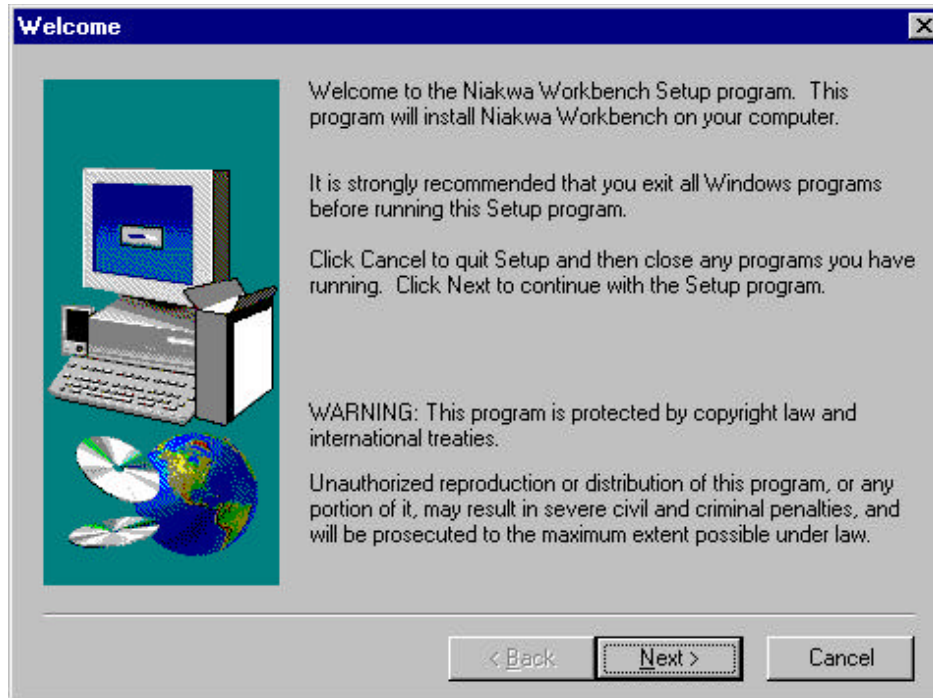 Welcome
Welcome to the Niakwa Workbench Setup program.  This
program will install Niakwa Workbench on your computer.
It is strongly recommended that you exit all Windows programs
before running this Setup program.
Click Cancel to quit Setup and then close any programs you have
running.  Click Next to continue with the Setup program.
WARNING: This program is protected by copyright law and
international treaties.
Unauthorized reproduction or distribution of this program, or any
portion of it, may result in severe civil and criminal penalties, and
will be prosecuted to the maximum extent possible under law.
< Back
Next >
Cancel